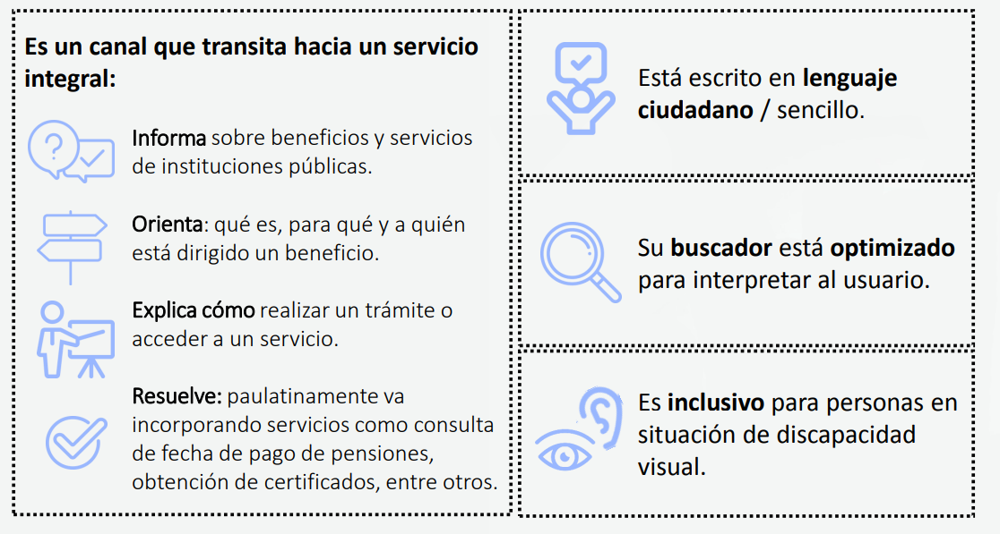 Es un canal que transita hacia un servicio
integral:
Informa sobre beneficios y servicios
de instituciones públicas.
Orienta: qué es, para qué y a quién
está dirigido un beneficio.
Explica cómo realizar un trámite o
acceder a un servicio.
Resuelve: paulatinamente va
incorporando servicios como consulta
de fecha de pago de pensiones,
obtención de certificados, entre otros.
Está escrito en lenguaje
ciudadano / sencillo.
Su buscador está optimizado
para interpretar al usuario.
Es inclusivo para personas en
situación de discapacidad
visual.